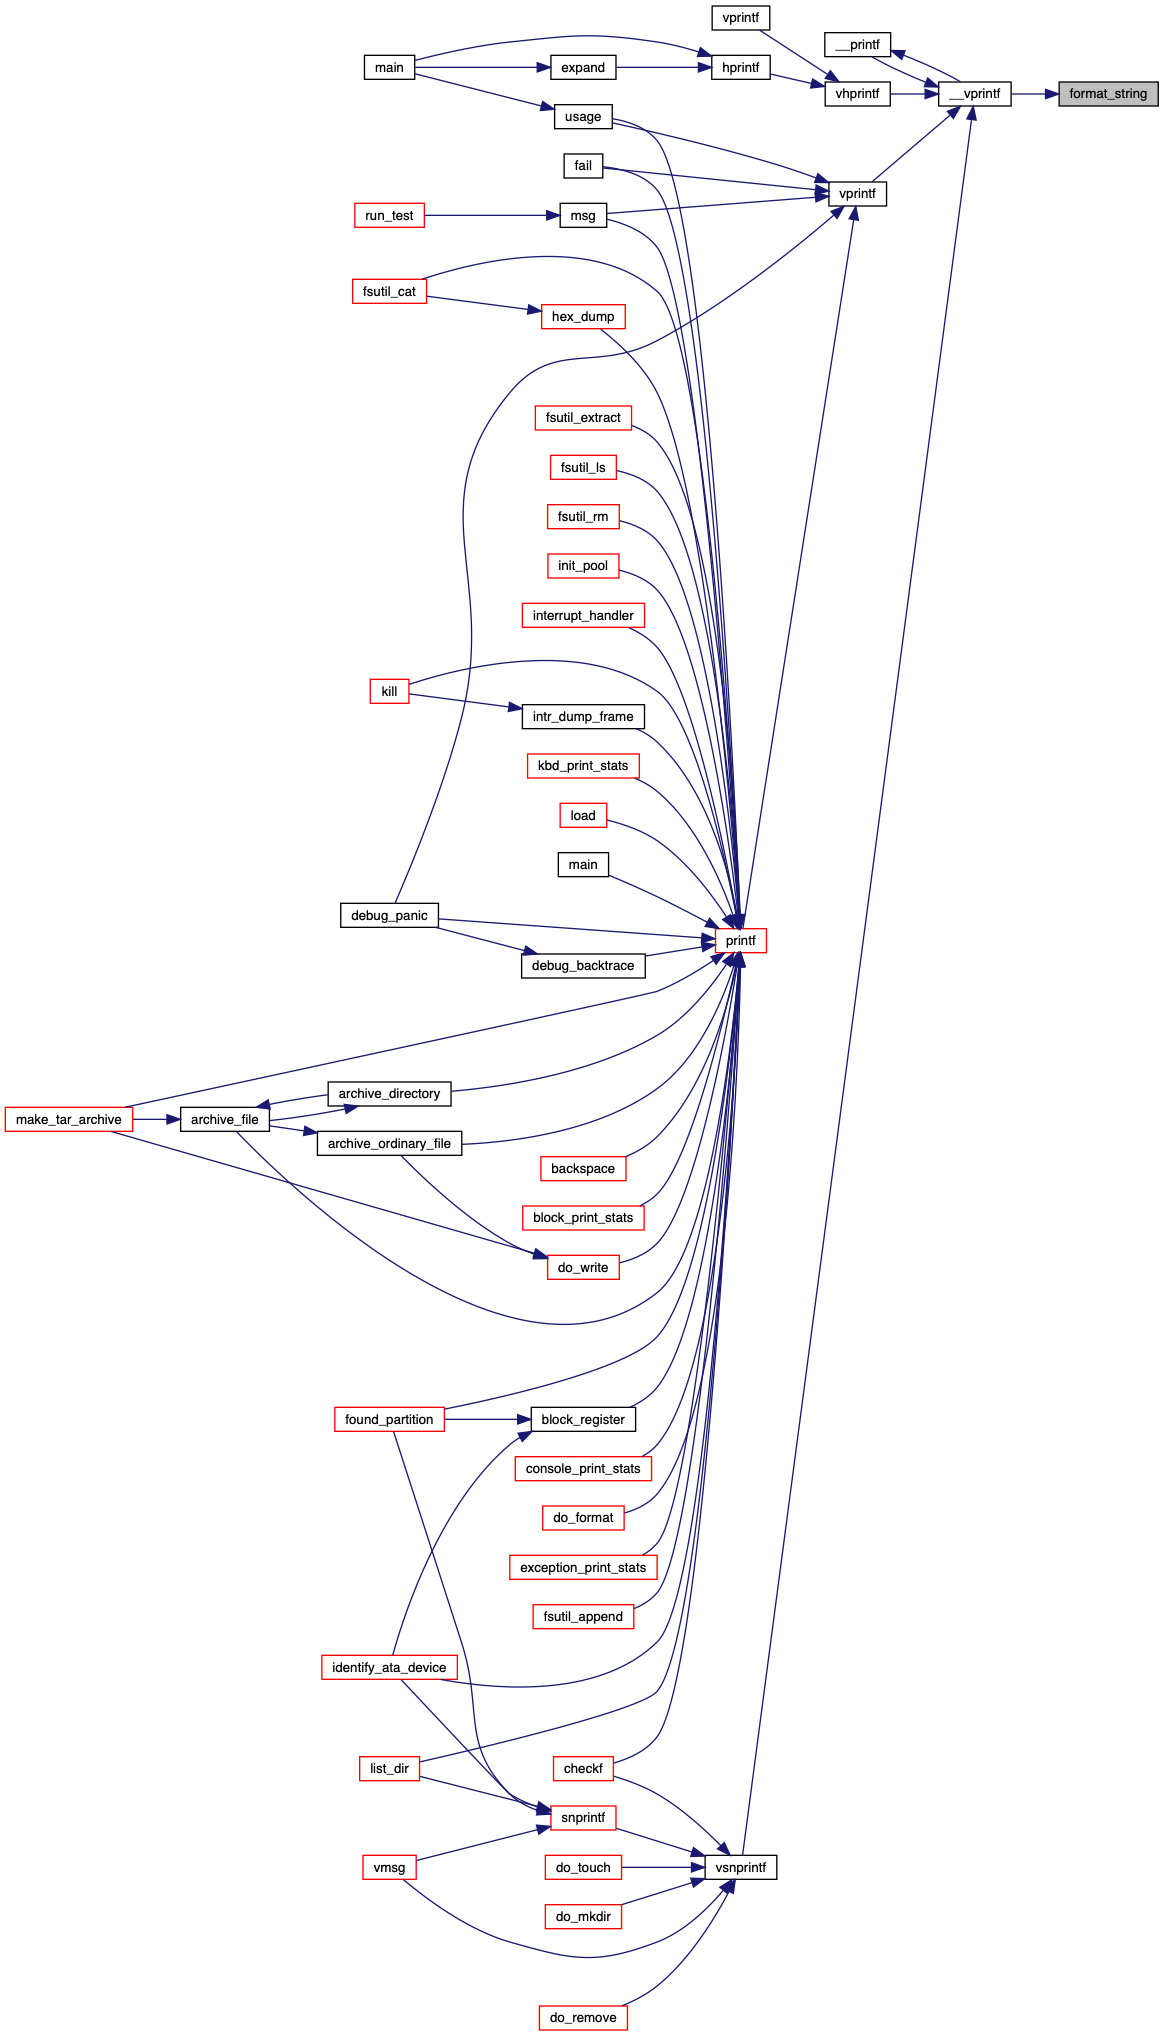 vprintf
__printf
main
expand
hprintf
vhprintf
__vprintf
format_string
usage
fail
vprintf
run_test
msg
fsutil_cat
hex_dump
fsutil_extract
fsutil_ls
fsutil_rm
init_pool
interrupt_handler
kill
intr_dump_frame
kbd_print_stats
load
main
debug_panic
printf
debug_backtrace
archive_directory
make_tar_archive
archive_file
archive_ordinary_file
backspace
block_print_stats
do_write
found_partition
block_register
console_print_stats
do_format
exception_print_stats
fsutil_append
identify_ata_device
list_dir
checkf
snprintf
vmsg
do_touch
vsnprintf
do_mkdir
do_remove